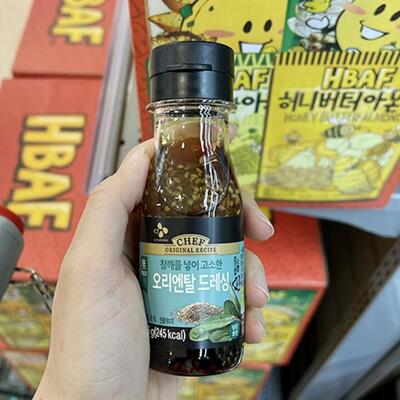 HBAF
허니버터아몬드
HONEY BUTTER ALMOND
HBAF
HBAF
CJ
CHEF
ORIGINAL RECIPE
참깨를 넣어 고소한
오리엔탈 드레싱
g(245 kcal)